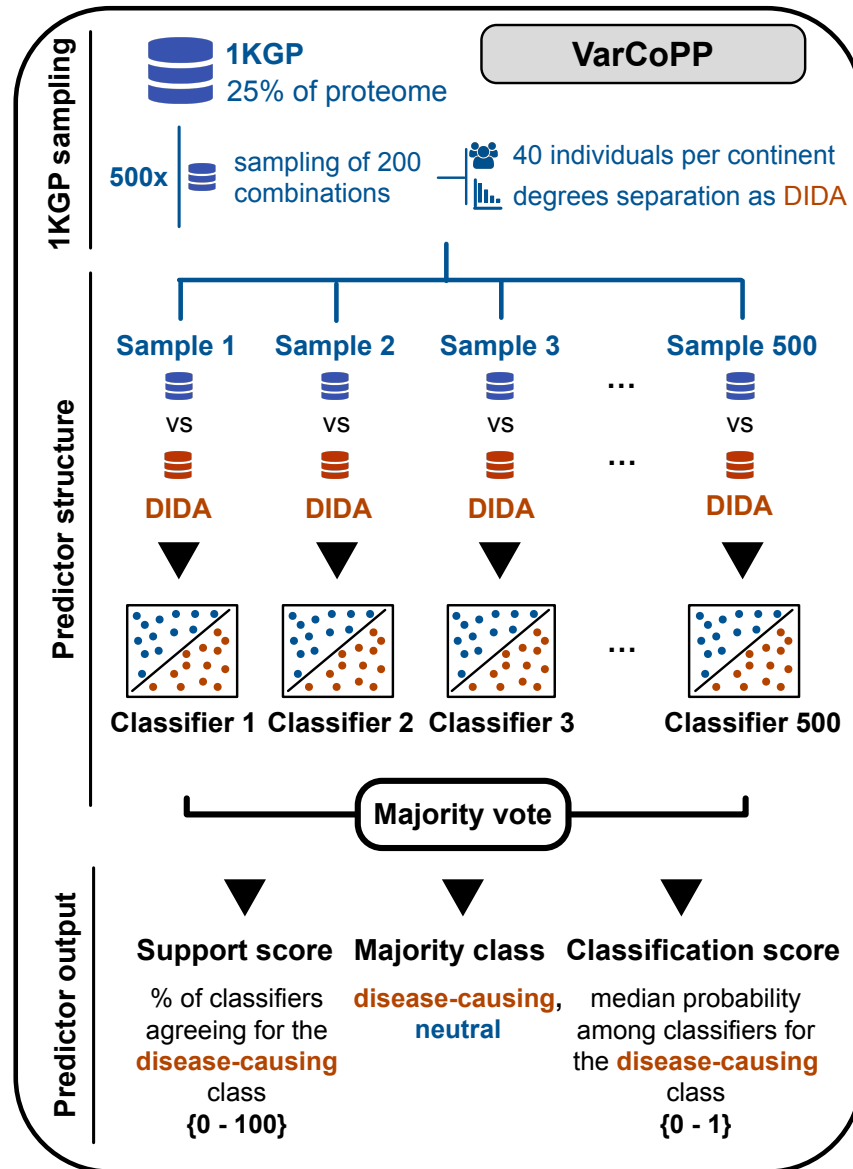 VarCoPP
1KGP sampling
1KGP
25% of proteome
500x
sampling of 200
combinations
40 individuals per continent
degrees separation as DIDA
Predictor structure
Sample 1 Sample 2 Sample 3 Sample 500
... 
vs vs vs vs
...
DIDA DIDA DIDA DIDA
...
Classifier 1 Classifier 2 Classifier 3 Classifier 500
Majority vote
Predictor output
Support score
% of classifiers
agreeing for the
disease-causing
class
{0 - 100}
Majority class
disease-causing,
neutral
Classification score
median probability
among classifiers for
the disease-causing
class
{0 - 1}